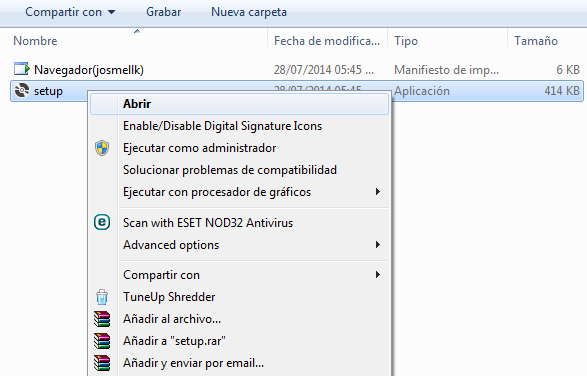 Compartir con Grabar Nueva carpeta
Nombre Fecha de modifica... Tipo Tamaño
Navegador(josmellk) 28/07/2014 05:45 ... Manifiesto de imp... 6 KB
setup 28/07/2014 05:45 Aplicación 414 KB
Abrir
Enable/Disable Digital Signature Icons
Ejecutar como administrador
Solucionar problemas de compatibilidad
Ejecutar con procesador de gráficos
Scan with ESET NOD32 Antivirus
Advanced options
Compartir con
TuneUp Shredder
Añadir al archivo...
Añadir a "setup.rar"
Añadir y enviar por email...